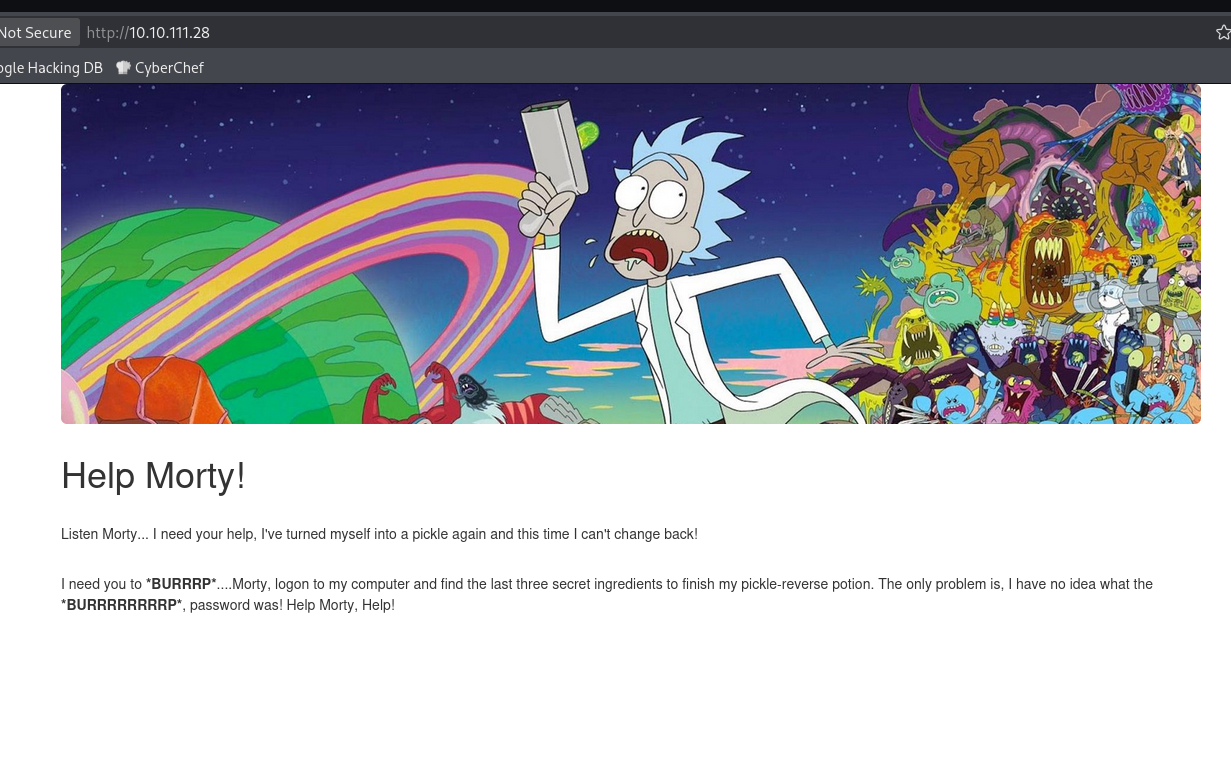 Not Secure http://10.10.111.28
ogle Hacking DB CyberChef
Help Morty!
Listen Morty... I need your help, I've turned myself into a pickle again and this time I can't change back!
I need you to *BURRRP*....Morty, logon to my computer and find the last three secret ingredients to finish my pickle-reverse potion. The only problem is, I have no idea what the
*BURRRRRRRRP*, password was! Help Morty, Help!